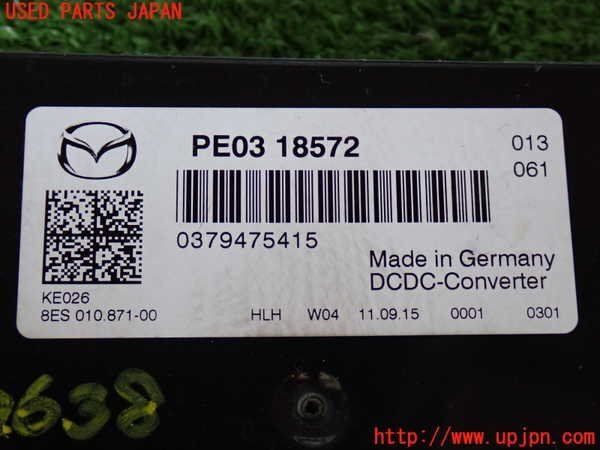 USED PARTS JAPAN
PE03 18572
013
061
0379475415
Made in Germany
DCDC-Converter
KE026
8ES 010.871-00
HLH W04 11.09.15 0001 0301
638
http://www.upjpn.com/